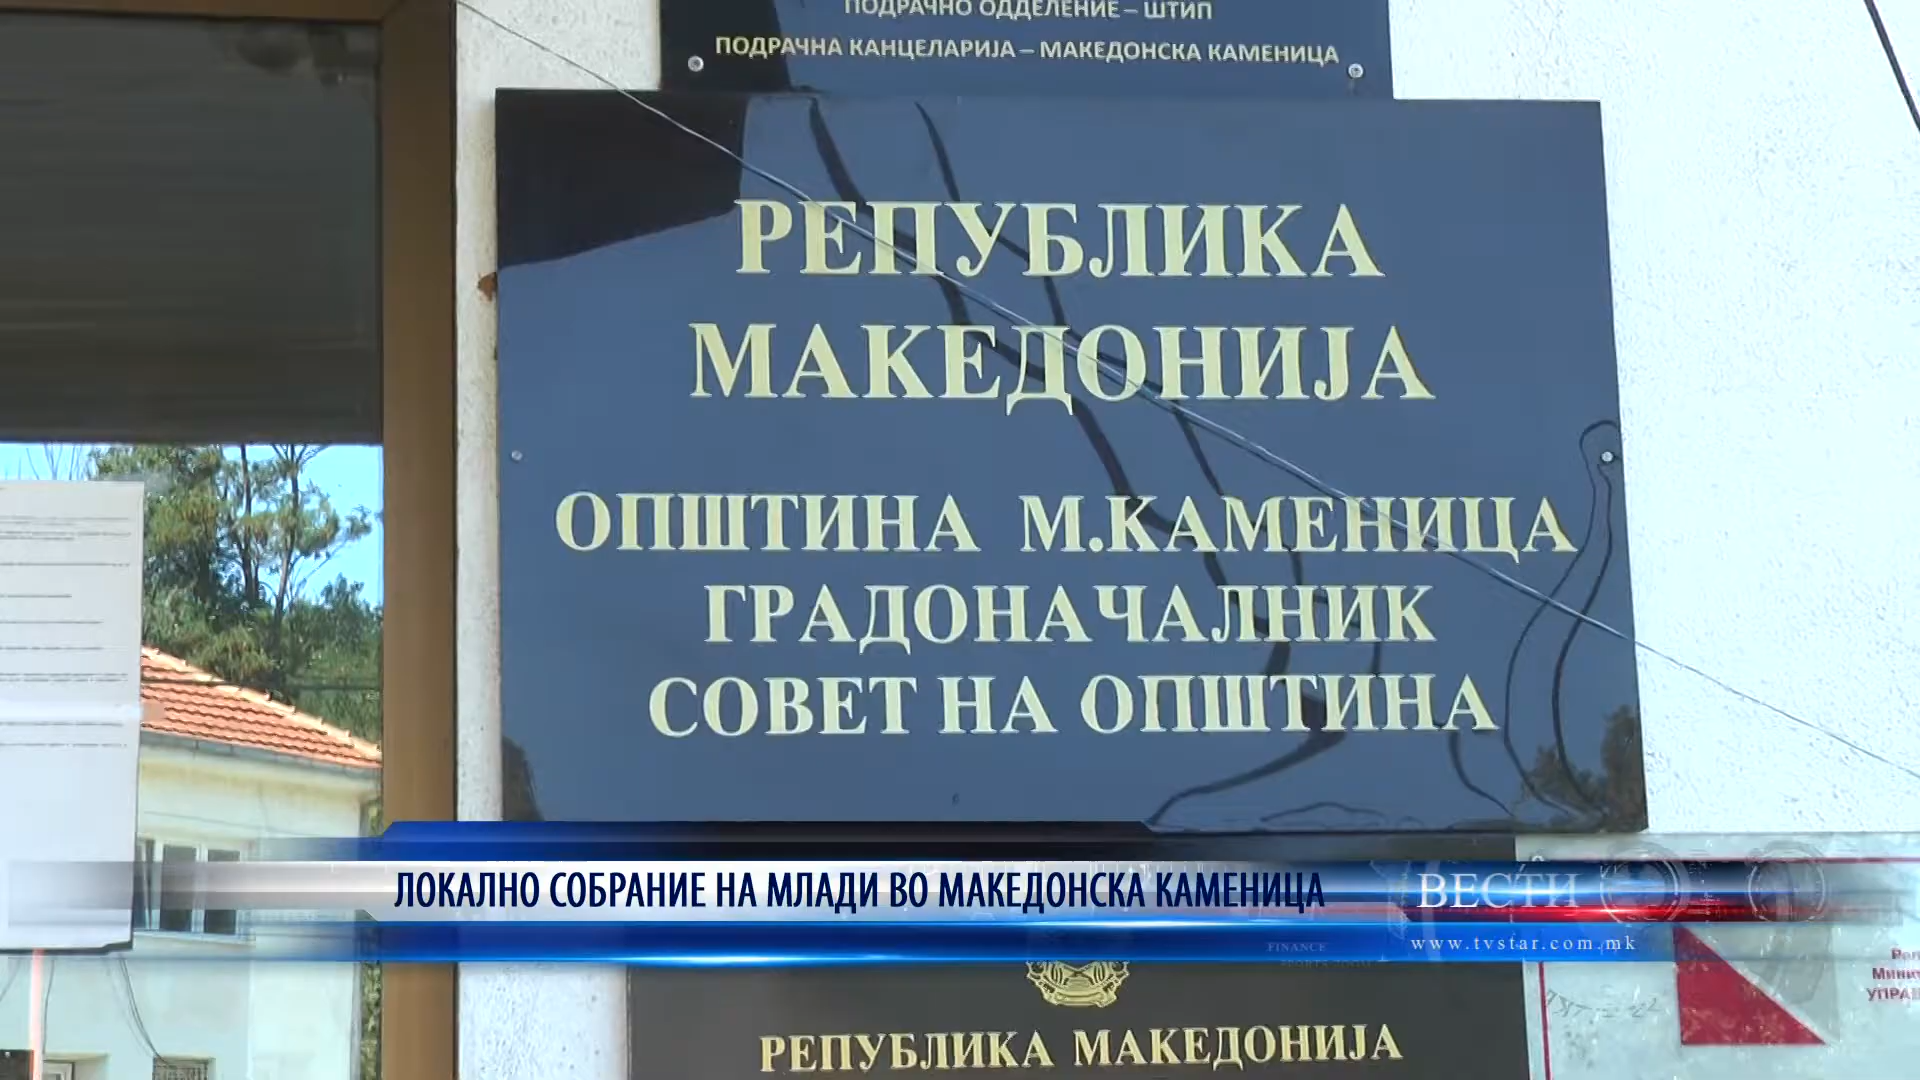 ПОДРАЧНО ОДДЕЛЕНИЕ – ШТИП
ПОДРАЧНА КАНЦЕЛАРИЈА – МАКЕДОНСКА КАМЕНИЦА
РЕПУБЛИКА
МАКЕДОНИЈА
ОПШТИНА М.КАМЕНИЦА
ГРАДОНАЧАЛНИК
СОВЕТ НА ОПШТИНА
ЛОКАЛНО СОБРАНИЕ НА МЛАДИ ВО МАКЕДОНСКА КАМЕНИЦА
ВЕСТИ
www.tvstar.com.mk
FINANCE
РЕПУБЛИКА МАКЕДОНИЈА